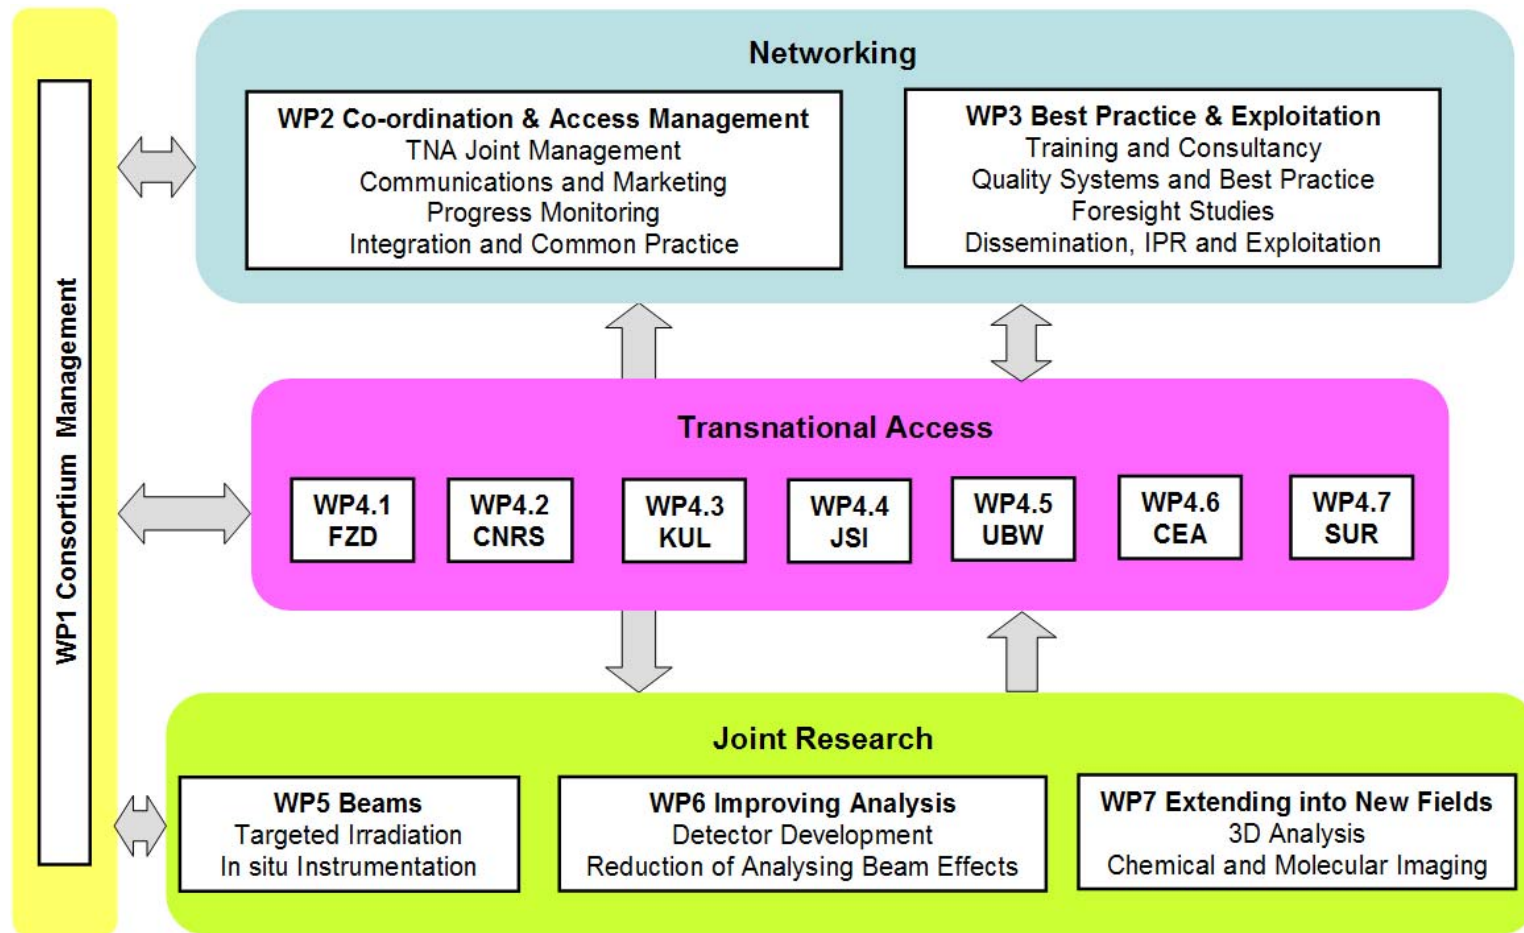 WP1 Consortium Management
Networking
WP2 Co-ordination & Access Management
TNA Joint Management
Communications and Marketing
Progress Monitoring
Integration and Common Practice
WP3 Best Practice & Exploitation
Training and Consultancy
Quality Systems and Best Practice
Foresight Studies
Dissemination, IPR and Exploitation
Transnational Access
WP4.1
FZD
WP4.2
CNRS
WP4.3
KUL
WP4.4
JSI
WP4.5
UBW
WP4.6
CEA
WP4.7
SUR
Joint Research
WP5 Beams
Targeted Irradiation
In situ Instrumentation
WP6 Improving Analysis
Detector Development
Reduction of Analysing Beam Effects
WP7 Extending into New Fields
3D Analysis
Chemical and Molecular Imaging